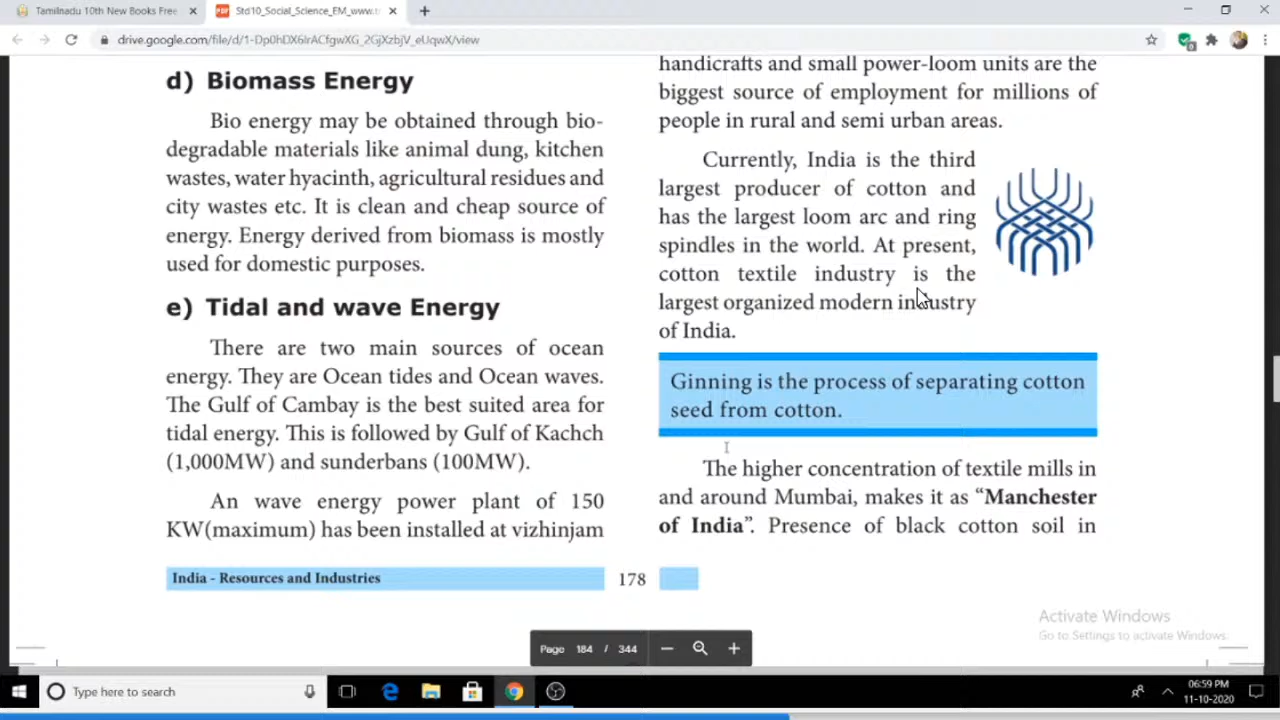 Tamilnadu 10th New Books Free
Std10_Social_Science_EM_www.t
drive.google.com/file/d/1-Dp0hDX6IrACfgwXG_2GjXzbjV_eUqwX/view
d) Biomass Energy
Bio energy may be obtained through bio-
degradable materials like animal dung, kitchen
wastes, water hyacinth, agricultural residues and
city wastes etc. It is clean and cheap source of
energy. Energy derived from biomass is mostly
used for domestic purposes.
e) Tidal and wave Energy
There are two main sources of ocean
energy. They are Ocean tides and Ocean waves.
The Gulf of Cambay is the best suited area for
tidal energy. This is followed by Gulf of Kachch
(1,000MW) and sunderbans (100MW).
An wave energy power plant of 150
KW(maximum) has been installed at vizhinjam
handicrafts and small power-loom units are the
biggest source of employment for millions of
people in rural and semi urban areas.
Currently, India is the third
largest producer of cotton and
has the largest loom arc and ring
spindles in the world. At present,
cotton textile industry is the
largest organized modern industry
of India.
Ginning is the process of separating cotton
seed from cotton.
The higher concentration of textile mills in
and around Mumbai, makes it as “Manchester
of India”. Presence of black cotton soil in
India - Resources and Industries
178
Activate Windows
Go to Settings to activate Windows.
Page 184 / 344
Type here to search
06:59 PM
11-10-2020